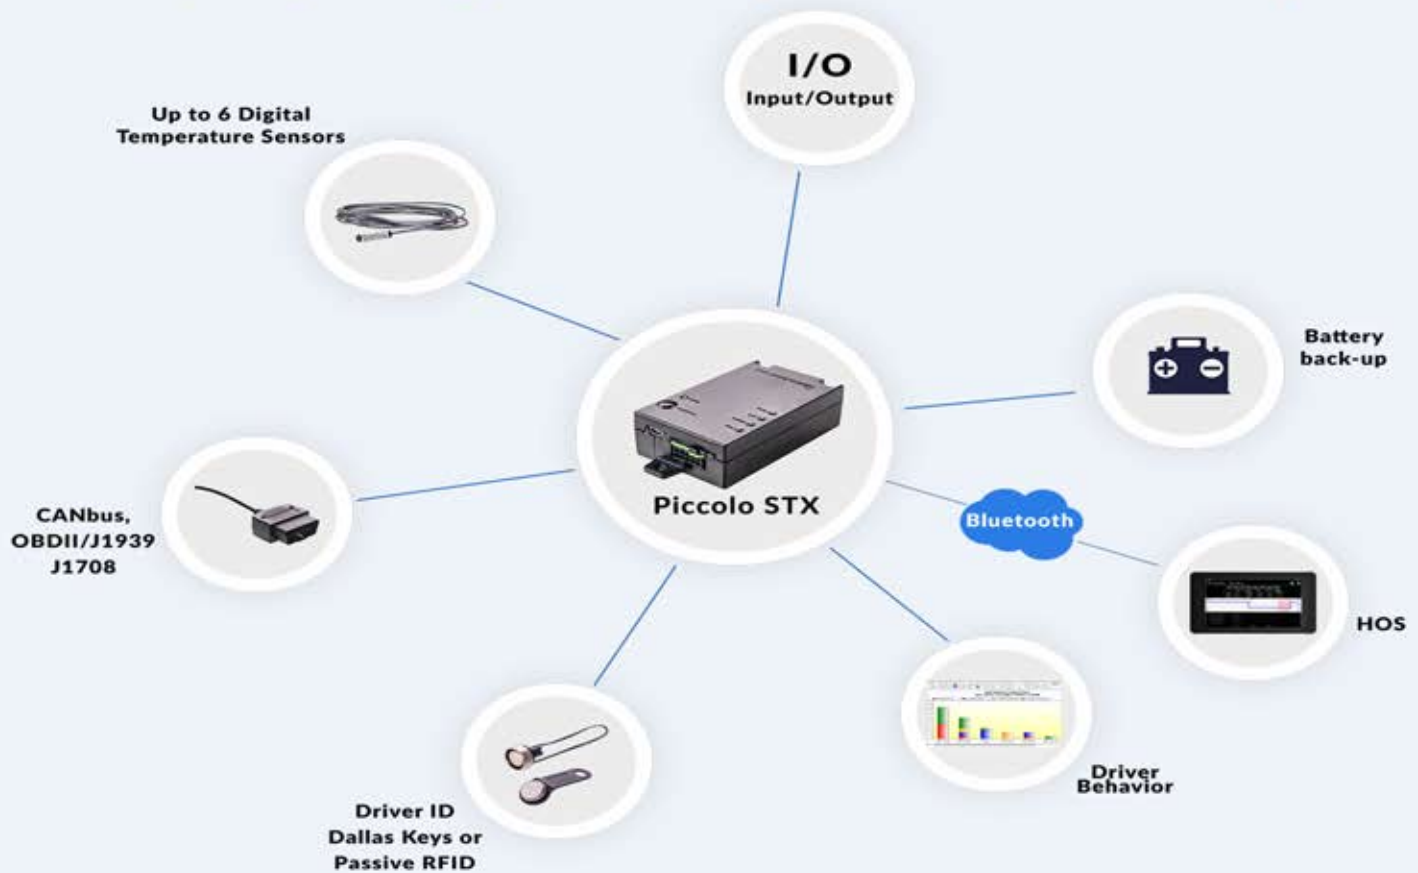 I/O
Input/Output
Up to 6 Digital
Temperature Sensors
Battery
back-up
Piccolo STX
CANbus,
OBDII/J1939
J1708
Bluetooth
HOS
Driver
Behavior
Driver ID
Dallas Keys or
Passive RFID